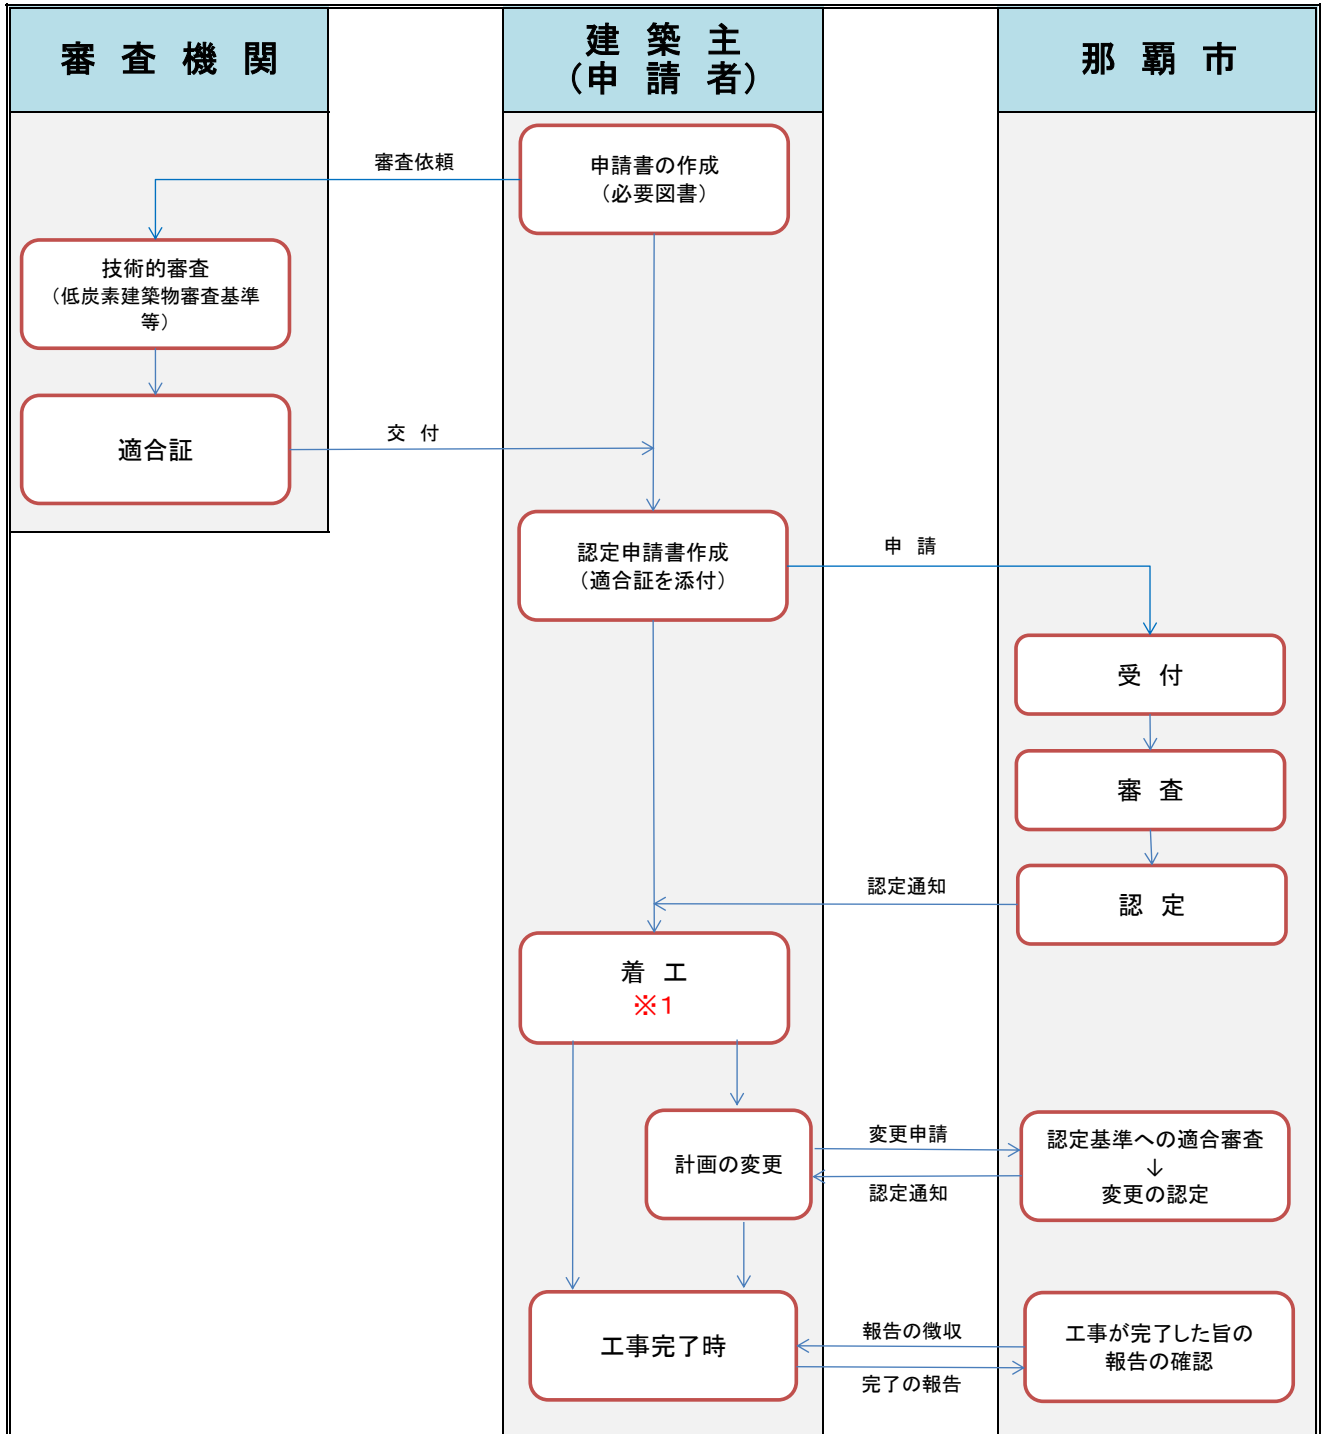 審 査 機 関
建 築 主
（申 請 者）
那 覇 市
審査依頼
申請書の作成
（必要図書）
技術的審査
（低炭素建築物審査基準
等）
適合証
交 付
認定申請書作成
（適合証を添付）
申 請
受 付
審 査
認 定
認定通知
着 工
※1
計画の変更
変更申請
認定通知
認定基準への適合審査
↓
変更の認定
工事完了時
報告の徴収
完了の報告
工事が完了した旨の
報告の確認